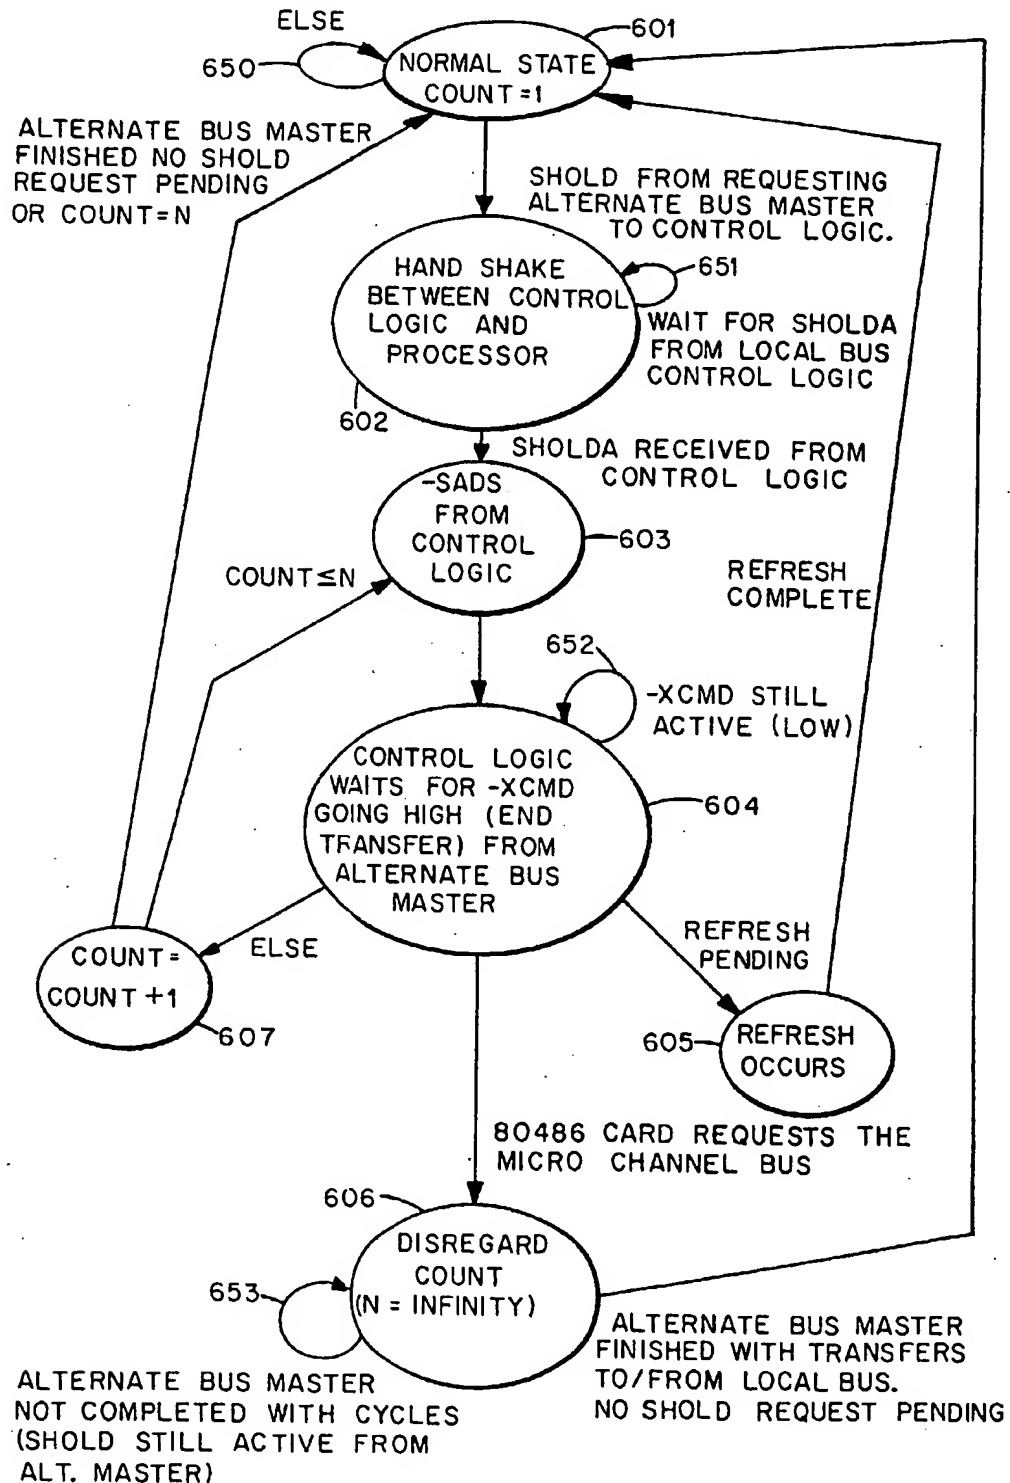 ELSE
601
650
NORMAL STATE
COUNT=1
ALTERNATE BUS MASTER
FINISHED NO SHOLD
REQUEST PENDING
OR COUNT=N
SHOLD FROM REQUESTING
ALTERNATE BUS MASTER
TO CONTROL LOGIC.
HAND SHAKE
BETWEEN CONTROL
LOGIC AND
PROCESSOR
651
WAIT FOR SHOLDA
FROM LOCAL BUS
CONTROL LOGIC
602
SHOLDA RECEIVED FROM
CONTROL LOGIC
-SADS
FROM
CONTROL
LOGIC
603
COUNT≤N
REFRESH
COMPLETE
652
-XCMD STILL
ACTIVE (LOW)
CONTROL LOGIC
WAITS FOR -XCMD
GOING HIGH (END
TRANSFER) FROM
ALTERNATE BUS
MASTER
604
ELSE
REFRESH
PENDING
COUNT=
COUNT +1
607
605
REFRESH
OCCURS
80486 CARD REQUESTS THE
MICRO CHANNEL BUS
606
DISREGARD
COUNT
(N = INFINITY)
653
ALTERNATE BUS MASTER
FINISHED WITH TRANSFERS
TO/FROM LOCAL BUS.
NO SHOLD REQUEST PENDING
ALTERNATE BUS MASTER
NOT COMPLETED WITH CYCLES
(SHOLD STILL ACTIVE FROM
ALT. MASTER)